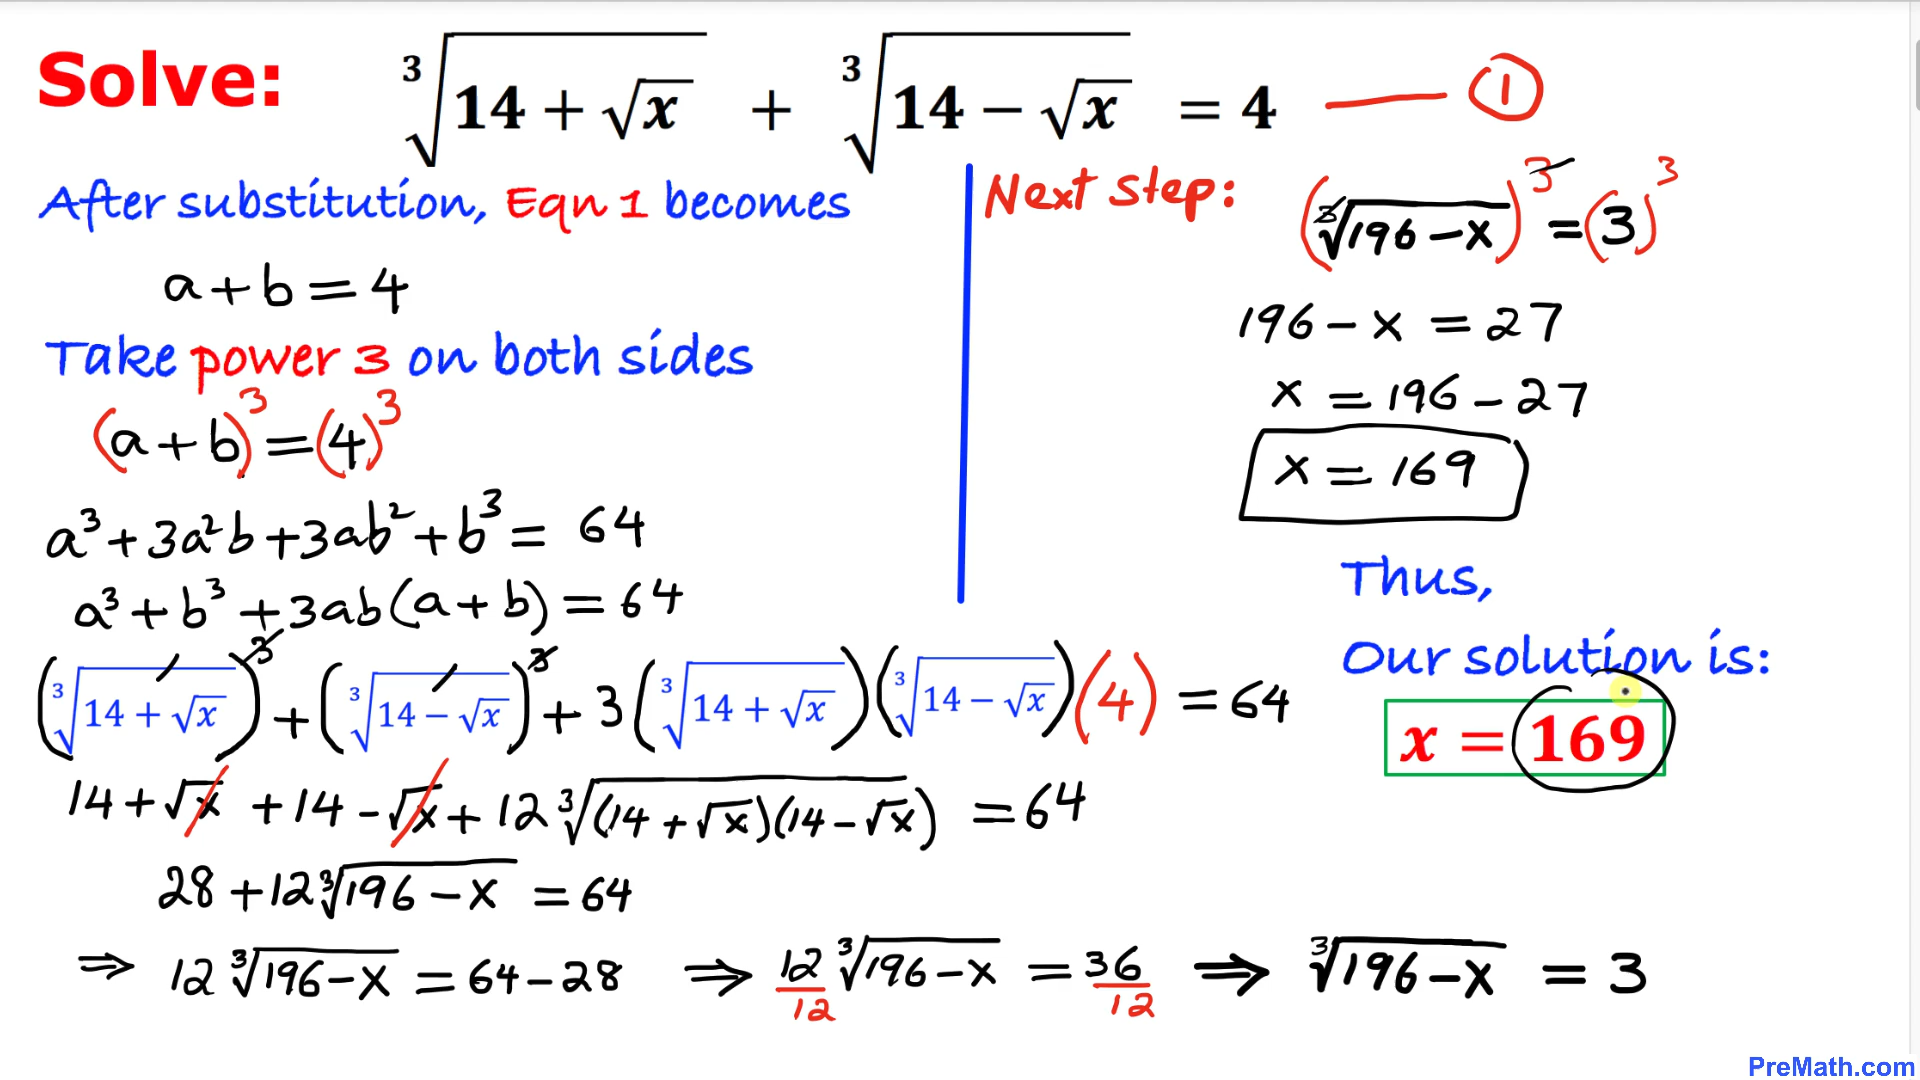 Solve: ∛(14 + √x) + ∛(14 − √x) = 4 —— ①
After substitution, Eqn 1 becomes
a + b = 4
Take power 3 on both sides
(a + b)³ = (4)³
a³ + 3a²b + 3ab² + b³ = 64
a³ + b³ + 3ab(a + b) = 64
(∛(14 + √x))³ + (∛(14 − √x))³ + 3(∛(14 + √x))(∛(14 − √x))(4) = 64
14 + √x + 14 - √x + 12 ∛((14 + √x)(14 - √x)) = 64
28 + 12 ∛(196 - x) = 64
⇒ 12 ∛(196 - x) = 64 - 28 ⇒ 12/12 ∛(196 - x) = 36/12 ⇒ ∛(196 - x) = 3
Next Step: (∛(196 - x))³ = (3)³
196 - x = 27
x = 196 - 27
x = 169
Thus,
Our solution is:
x = 169
PreMath.com